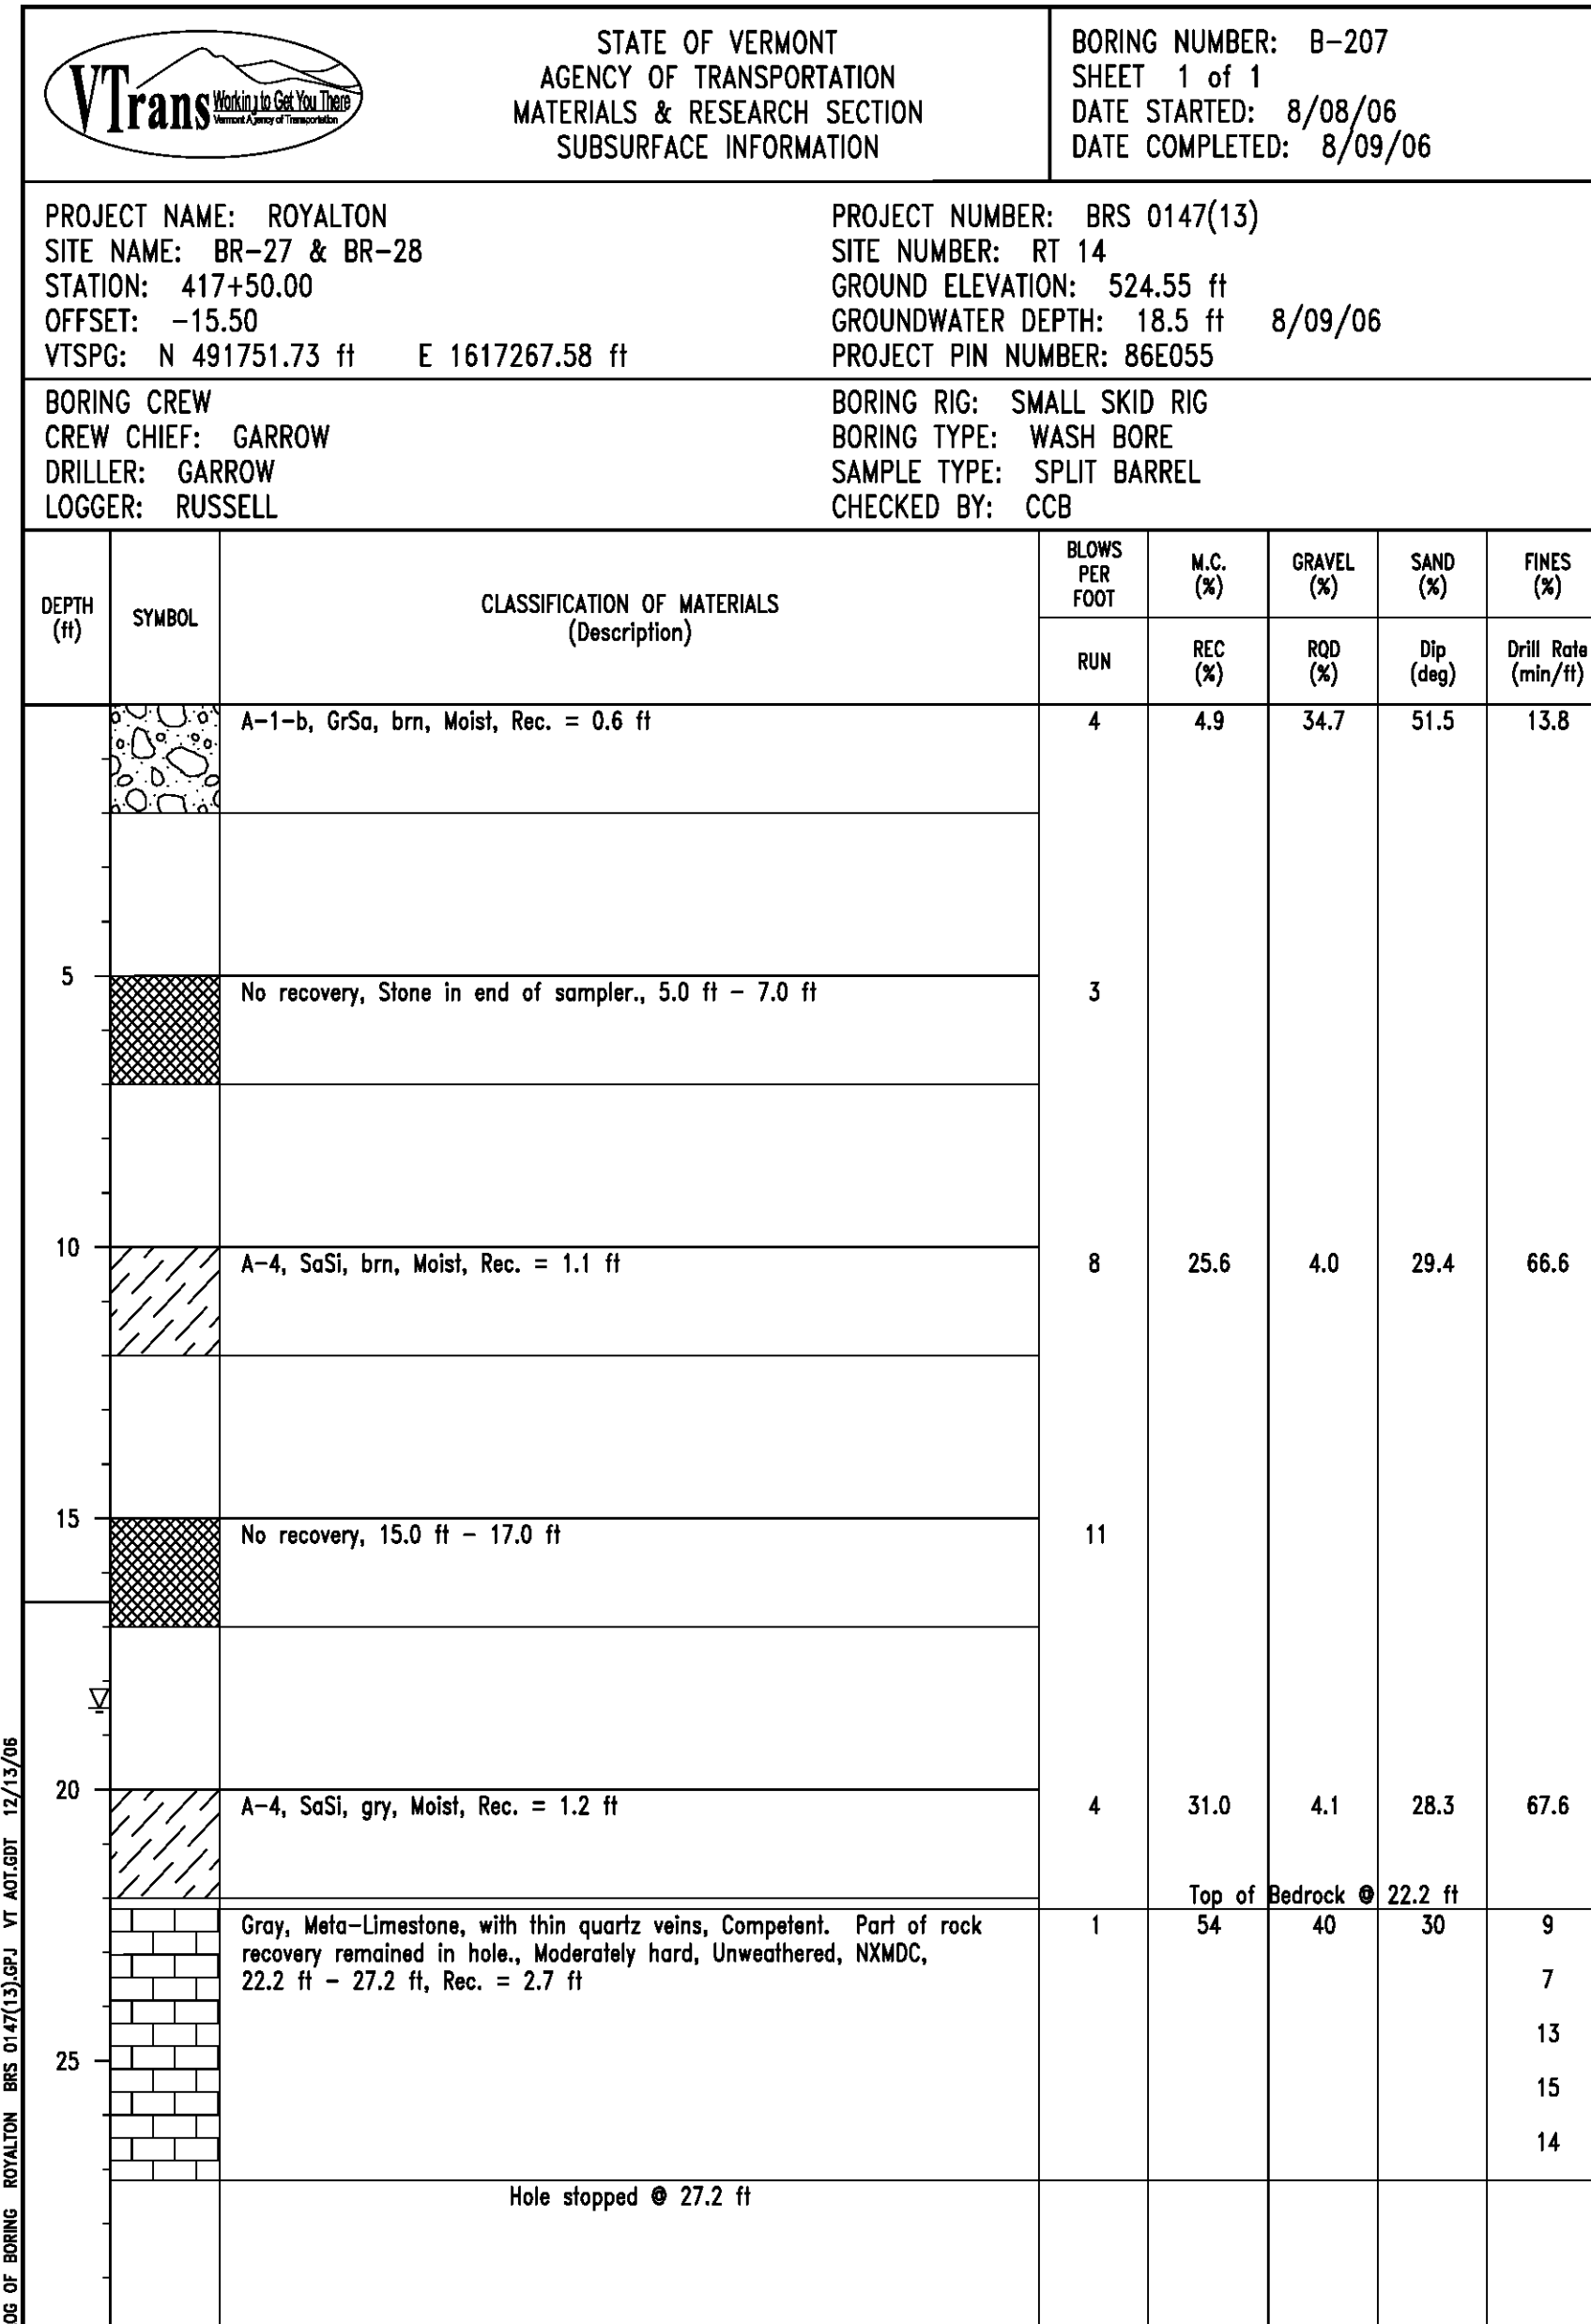 VTrans Working to Get You There
Vermont Agency of Transportation
STATE OF VERMONT
AGENCY OF TRANSPORTATION
MATERIALS & RESEARCH SECTION
SUBSURFACE INFORMATION
BORING NUMBER: B-207
SHEET 1 of 1
DATE STARTED: 8/08/06
DATE COMPLETED: 8/09/06
PROJECT NAME: ROYALTON
SITE NAME: BR-27 & BR-28
STATION: 417+50.00
OFFSET: -15.50
VTSPG: N 491751.73 ft E 1617267.58 ft
PROJECT NUMBER: BRS 0147(13)
SITE NUMBER: RT 14
GROUND ELEVATION: 524.55 ft
GROUNDWATER DEPTH: 18.5 ft 8/09/06
PROJECT PIN NUMBER: 86E055
BORING CREW
CREW CHIEF: GARROW
DRILLER: GARROW
LOGGER: RUSSELL
BORING RIG: SMALL SKID RIG
BORING TYPE: WASH BORE
SAMPLE TYPE: SPLIT BARREL
CHECKED BY: CCB
DEPTH
(ft)
SYMBOL
CLASSIFICATION OF MATERIALS
(Description)
BLOWS
PER
FOOT
M.C.
(%)
GRAVEL
(%)
SAND
(%)
FINES
(%)
RUN
REC
(%)
RQD
(%)
Dip
(deg)
Drill Rate
(min/ft)
A-1-b, GrSa, brn, Moist, Rec. = 0.6 ft 4 4.9 34.7 51.5 13.8
5
No recovery, Stone in end of sampler., 5.0 ft - 7.0 ft 3
10
A-4, SaSi, brn, Moist, Rec. = 1.1 ft 8 25.6 4.0 29.4 66.6
15
No recovery, 15.0 ft - 17.0 ft 11
20
A-4, SaSi, gry, Moist, Rec. = 1.2 ft 4 31.0 4.1 28.3 67.6
Top of Bedrock @ 22.2 ft
Gray, Meta-Limestone, with thin quartz veins, Competent. Part of rock 1 54 40 30 9
recovery remained in hole., Moderately hard, Unweathered, NXMDC,
22.2 ft - 27.2 ft, Rec. = 2.7 ft 7
13
25
15
14
Hole stopped @ 27.2 ft
OG OF BORING ROYALTON BRS 0147(13).GPJ VT AOT.GDT 12/13/06